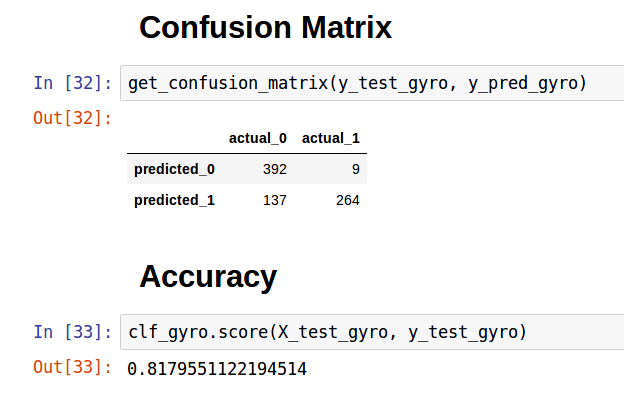 Confusion Matrix
In [32]: get_confusion_matrix(y_test_gyro, y_pred_gyro)
Out[32]:
actual_0 actual_1
predicted_0 392 9
predicted_1 137 264
Accuracy
In [33]: clf_gyro.score(X_test_gyro, y_test_gyro)
Out[33]: 0.8179551122194514